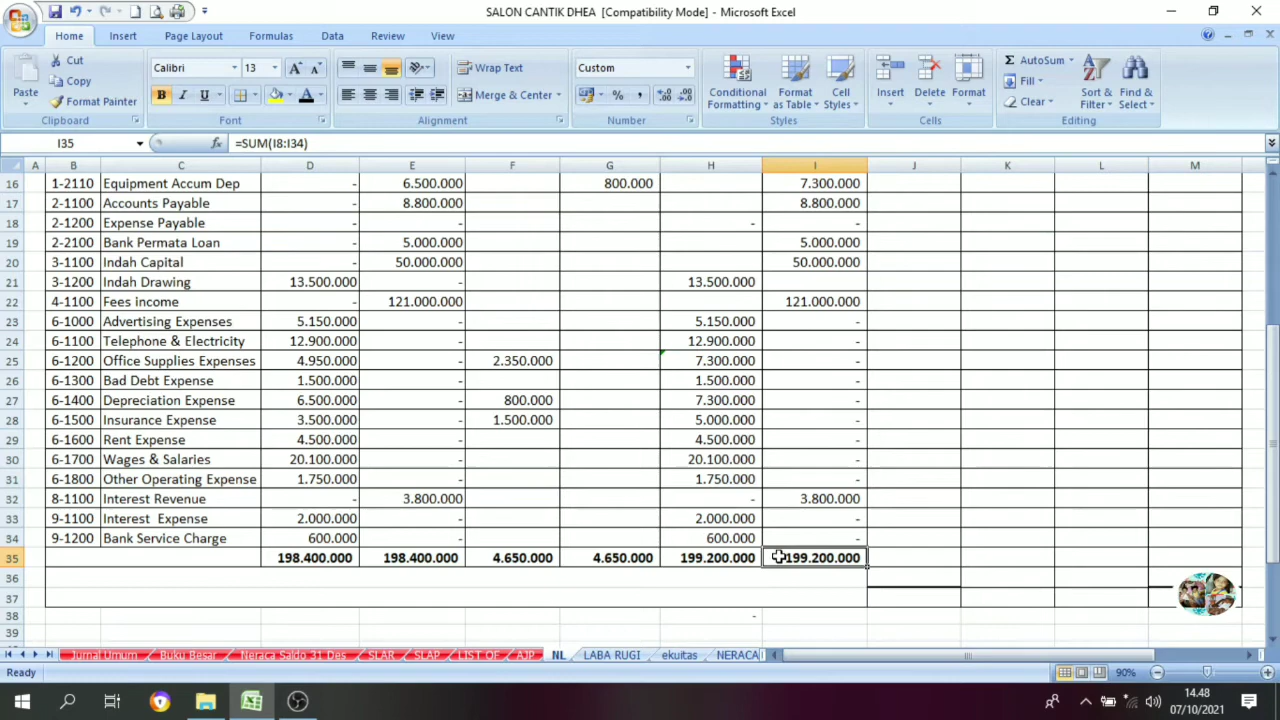 SALON CANTIK DHEA [Compatibility Mode] - Microsoft Excel
Home Insert Page Layout Formulas Data Review View
Paste Cut Copy Format Painter Clipboard
Calibri 13 A A B I U A Font
Wrap Text Merge & Center Alignment
Custom % , Number
Conditional Formatting Format as Table Cell Styles Styles
Insert Delete Format Cells
Σ AutoSum Fill Clear Sort & Filter Find & Select Editing
I35 fx =SUM(I8:I34)
A B C D E F G H I J K L M
16 1-2110 Equipment Accum Dep - 6.500.000 800.000 7.300.000
17 2-1100 Accounts Payable - 8.800.000 8.800.000
18 2-1200 Expense Payable - - - -
19 2-2100 Bank Permata Loan - 5.000.000 5.000.000
20 3-1100 Indah Capital - 50.000.000 50.000.000
21 3-1200 Indah Drawing 13.500.000 - 13.500.000 -
22 4-1100 Fees income - 121.000.000 121.000.000
23 6-1000 Advertising Expenses 5.150.000 - 5.150.000 -
24 6-1100 Telephone & Electricity 12.900.000 - 12.900.000 -
25 6-1200 Office Supplies Expenses 4.950.000 - 2.350.000 7.300.000 -
26 6-1300 Bad Debt Expense 1.500.000 - 1.500.000 -
27 6-1400 Depreciation Expense 6.500.000 - 800.000 7.300.000 -
28 6-1500 Insurance Expense 3.500.000 - 1.500.000 5.000.000 -
29 6-1600 Rent Expense 4.500.000 - 4.500.000 -
30 6-1700 Wages & Salaries 20.100.000 - 20.100.000 -
31 6-1800 Other Operating Expense 1.750.000 - 1.750.000 -
32 8-1100 Interest Revenue - 3.800.000 - 3.800.000
33 9-1100 Interest Expense 2.000.000 - 2.000.000 -
34 9-1200 Bank Service Charge 600.000 - 600.000 -
35 198.400.000 198.400.000 4.650.000 4.650.000 199.200.000 199.200.000
36
37
38 -
39
Jurnal Umum Buku Besar Neraca Saldo 31 Des SLAR SLAP LIST OF AJP NL LABA RUGI ekuitas NERACA
Ready 90%
14.48
07/10/2021